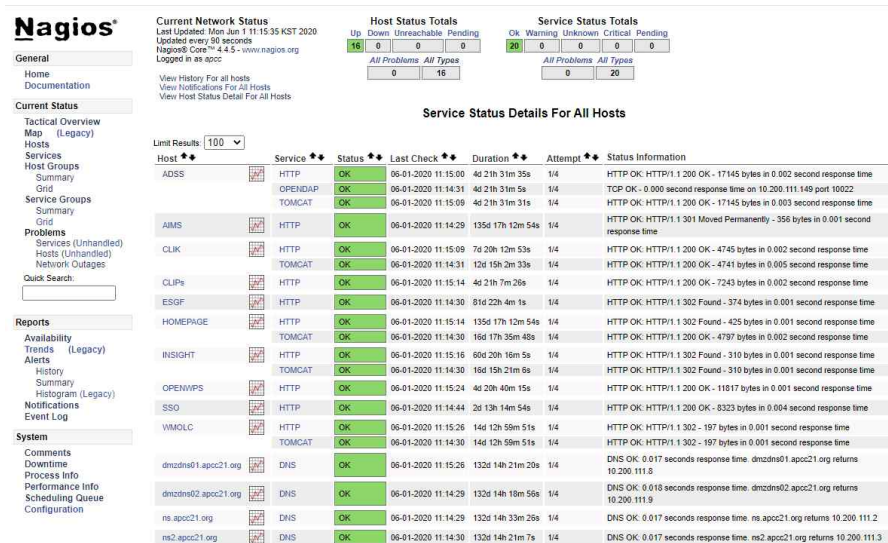 Nagios®
General
Home
Documentation
Current Status
Tactical Overview
Map (Legacy)
Hosts
Services
Host Groups
Summary
Grid
Service Groups
Summary
Grid
Problems
Services (Unhandled)
Hosts (Unhandled)
Network Outages
Quick Search:
Reports
Availability
Trends (Legacy)
Alerts
History
Summary
Histogram (Legacy)
Notifications
Event Log
System
Comments
Downtime
Process Info
Performance Info
Scheduling Queue
Configuration
Current Network Status
Last Updated: Mon Jun 1 11:15:35 KST 2020
Updated every 90 seconds
Nagios® Core™ 4.4.5 - www.nagios.org
Logged in as apcc
View History For all hosts
View Notifications For All Hosts
View Host Status Detail For All Hosts
Host Status Totals
Up Down Unreachable Pending
16 0 0 0
All Problems All Types
0 16
Service Status Totals
Ok Warning Unknown Critical Pending
20 0 0 0 0
All Problems All Types
0 20
Service Status Details For All Hosts
Limit Results: 100
Host Service Status Last Check Duration Attempt Status Information
ADSS HTTP OK 06-01-2020 11:15:00 4d 21h 31m 35s 1/4 HTTP OK: HTTP/1.1 200 OK - 17145 bytes in 0.002 second response time
OPENDAP OK 06-01-2020 11:14:31 4d 21h 31m 5s 1/4 TCP OK - 0.000 second response time on 10.200.111.149 port 10022
TOMCAT OK 06-01-2020 11:15:09 4d 21h 31m 31s 1/4 HTTP OK: HTTP/1.1 200 OK - 17145 bytes in 0.003 second response time
AIMS HTTP OK 06-01-2020 11:14:29 135d 17h 12m 54s 1/4 HTTP OK: HTTP/1.1 301 Moved Permanently - 356 bytes in 0.001 second
response time
CLIK HTTP OK 06-01-2020 11:15:09 7d 20h 12m 53s 1/4 HTTP OK: HTTP/1.1 200 OK - 4745 bytes in 0.002 second response time
TOMCAT OK 06-01-2020 11:14:31 12d 15h 2m 33s 1/4 HTTP OK: HTTP/1.1 200 OK - 4741 bytes in 0.005 second response time
CLIPs HTTP OK 06-01-2020 11:15:14 4d 21h 7m 26s 1/4 HTTP OK: HTTP/1.1 200 OK - 7243 bytes in 0.002 second response time
ESGF HTTP OK 06-01-2020 11:14:30 81d 22h 4m 1s 1/4 HTTP OK: HTTP/1.1 302 Found - 374 bytes in 0.001 second response time
HOMEPAGE HTTP OK 06-01-2020 11:15:14 135d 17h 12m 54s 1/4 HTTP OK: HTTP/1.1 302 Found - 425 bytes in 0.001 second response time
TOMCAT OK 06-01-2020 11:14:30 16d 17h 35m 48s 1/4 HTTP OK: HTTP/1.1 200 OK - 4797 bytes in 0.002 second response time
INSIGHT HTTP OK 06-01-2020 11:15:16 60d 20h 16m 5s 1/4 HTTP OK: HTTP/1.1 302 Found - 310 bytes in 0.001 second response time
TOMCAT OK 06-01-2020 11:14:30 16d 15h 21m 6s 1/4 HTTP OK: HTTP/1.1 302 Found - 310 bytes in 0.001 second response time
OPENWPS HTTP OK 06-01-2020 11:15:24 4d 20h 40m 15s 1/4 HTTP OK: HTTP/1.1 200 OK - 11817 bytes in 0.001 second response time
SSO HTTP OK 06-01-2020 11:14:44 2d 13h 14m 54s 1/4 HTTP OK: HTTP/1.1 200 OK - 8323 bytes in 0.004 second response time
WMOLC HTTP OK 06-01-2020 11:15:26 14d 12h 59m 51s 1/4 HTTP OK: HTTP/1.1 302 - 197 bytes in 0.001 second response time
TOMCAT OK 06-01-2020 11:14:30 14d 12h 59m 51s 1/4 HTTP OK: HTTP/1.1 302 - 197 bytes in 0.001 second response time
dmzdns01.apcc21.org DNS OK 06-01-2020 11:15:26 132d 14h 21m 20s 1/4 DNS OK: 0.017 seconds response time. dmzdns01.apcc21.org returns
10.200.111.8
dmzdns02.apcc21.org DNS OK 06-01-2020 11:14:29 132d 14h 18m 56s 1/4 DNS OK: 0.018 seconds response time. dmzdns02.apcc21.org returns
10.200.111.9
ns.apcc21.org DNS OK 06-01-2020 11:14:29 132d 14h 33m 26s 1/4 DNS OK: 0.017 seconds response time. ns.apcc21.org returns 10.200.111.2
ns2.apcc21.org DNS OK 06-01-2020 11:14:30 132d 14h 21m 7s 1/4 DNS OK: 0.017 seconds response time. ns2.apcc21.org returns 10.200.111.3